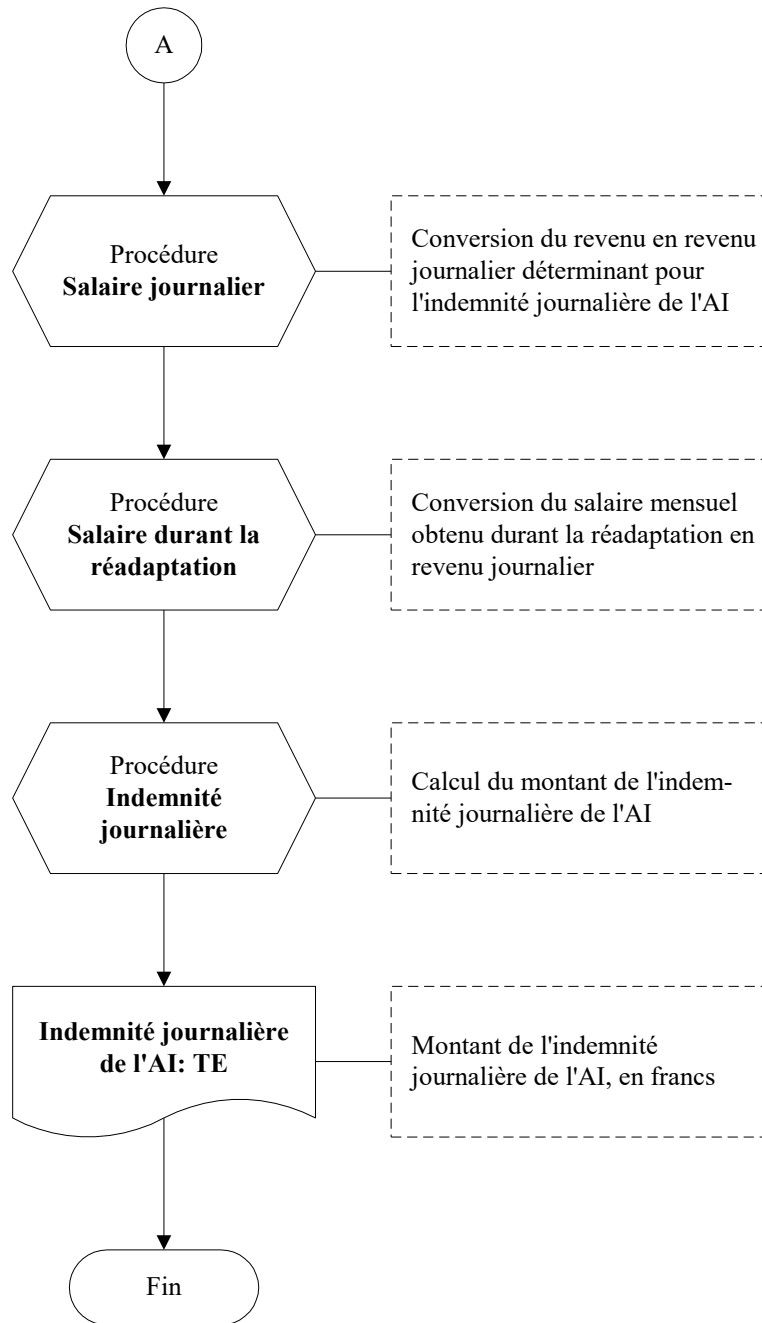 A
Procédure
Salaire journalier
Conversion du revenu en revenu
journalier déterminant pour
l'indemnité journalière de l'AI
Procédure
Salaire durant la
réadaptation
Conversion du salaire mensuel
obtenu durant la réadaptation en
revenu journalier
Procédure
Indemnité
journalière
Calcul du montant de l'indem-
nité journalière de l'AI
Indemnité journalière
de l'AI: TE
Montant de l'indemnité
journalière de l'AI, en francs
Fin